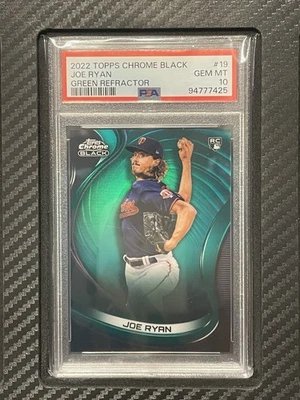 2022 TOPPS CHROME BLACK #19
JOE RYAN GEM MT
GREEN REFRACTOR 10
PSA 94777425
Topps
Chrome
BLACK
RC
JOE RYAN